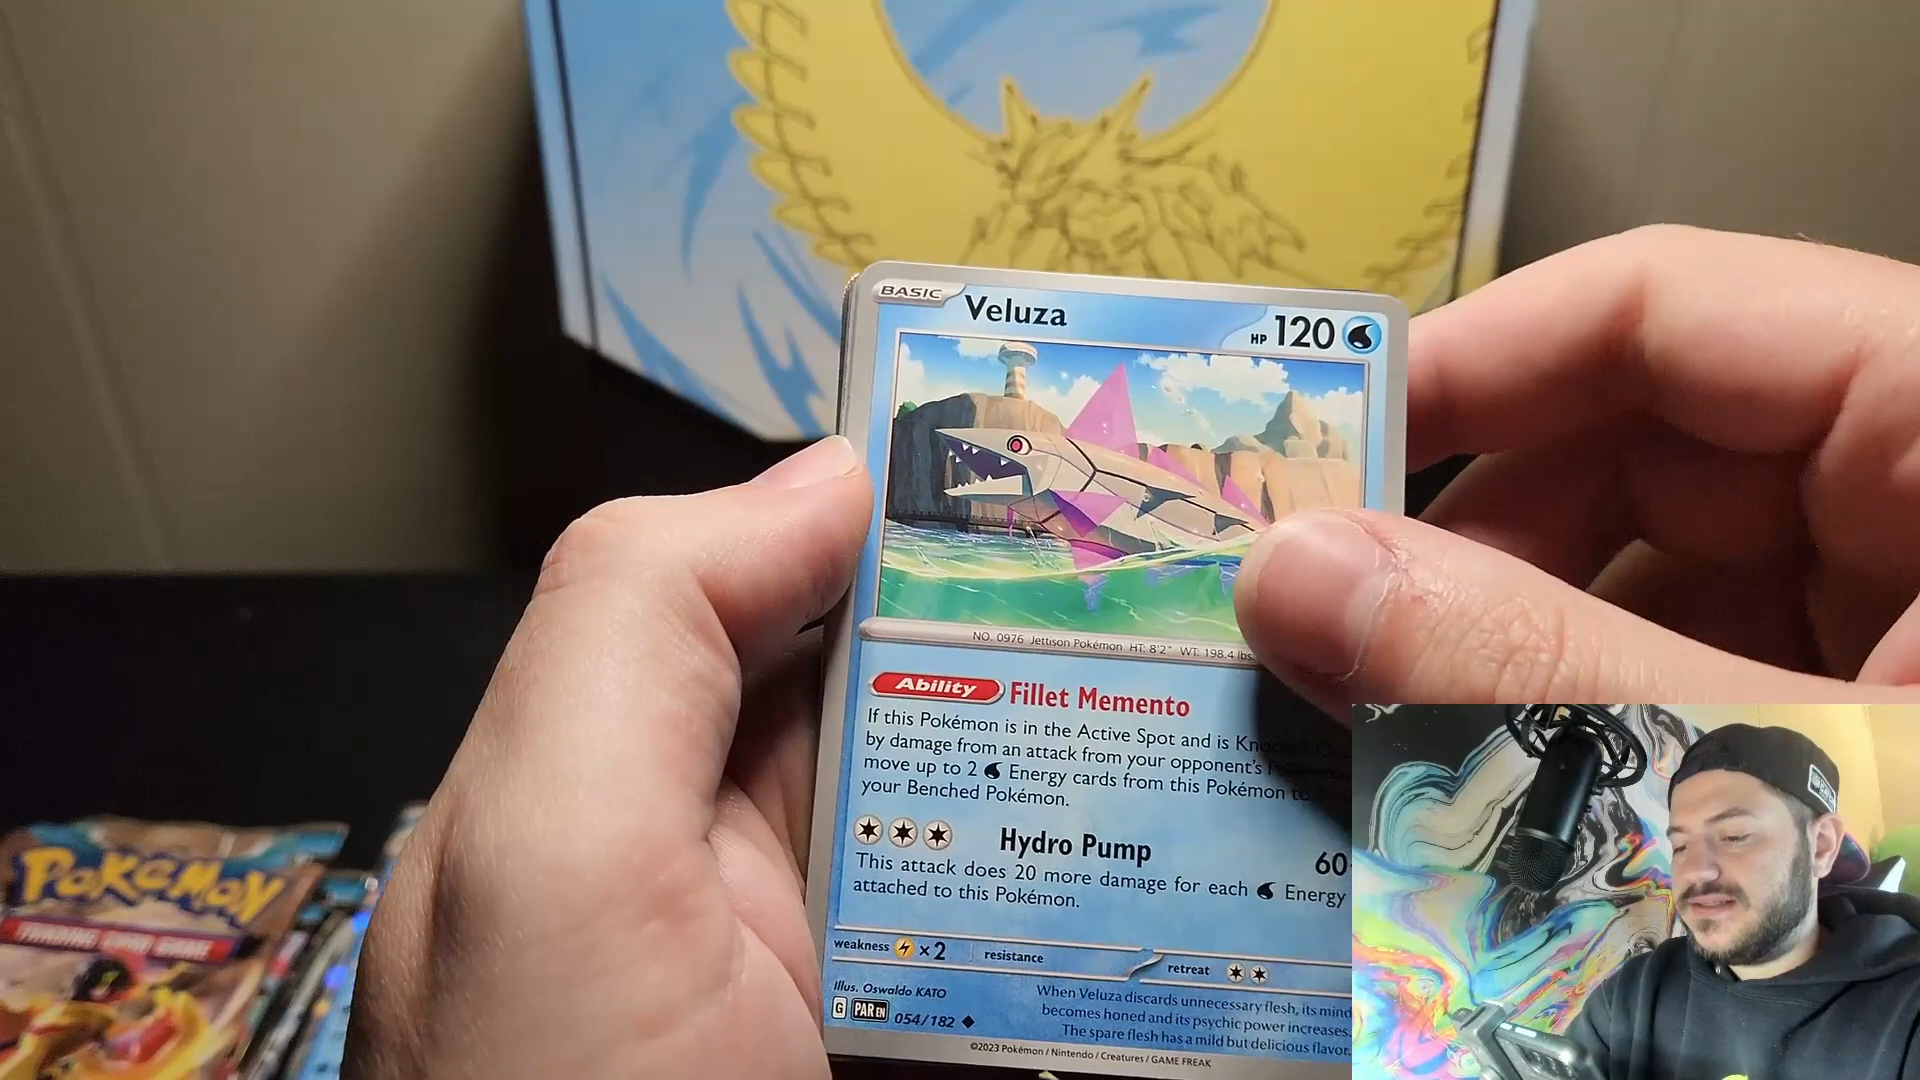 BASIC Veluza HP 120
NO. 0976 Jettison Pokémon HT: 8'2" WT: 198.4 lbs.
Ability Fillet Memento
If this Pokémon is in the Active Spot and is
by damage from an attack from your opponent's
move up to 2 Energy cards from this Pokémon to
your Benched Pokémon.
Hydro Pump 60
This attack does 20 more damage for each Energy
attached to this Pokémon.
weakness ×2 resistance retreat
Illus. Oswaldo KATO
G PAR EN 054/182
When Veluza discards unnecessary flesh, its mind
becomes honed and its psychic power increases.
The spare flesh has a mild but delicious flavor.
©2023 Pokémon / Nintendo / Creatures / GAME FREAK
Pokémon
TRADING CARD GAME